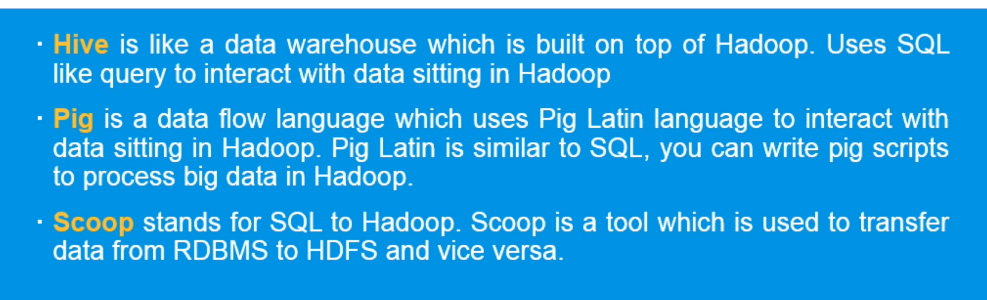 · Hive is like a data warehouse which is built on top of Hadoop. Uses SQL
like query to interact with data sitting in Hadoop
· Pig is a data flow language which uses Pig Latin language to interact with
data sitting in Hadoop. Pig Latin is similar to SQL, you can write pig scripts
to process big data in Hadoop.
· Scoop stands for SQL to Hadoop. Scoop is a tool which is used to transfer
data from RDBMS to HDFS and vice versa.